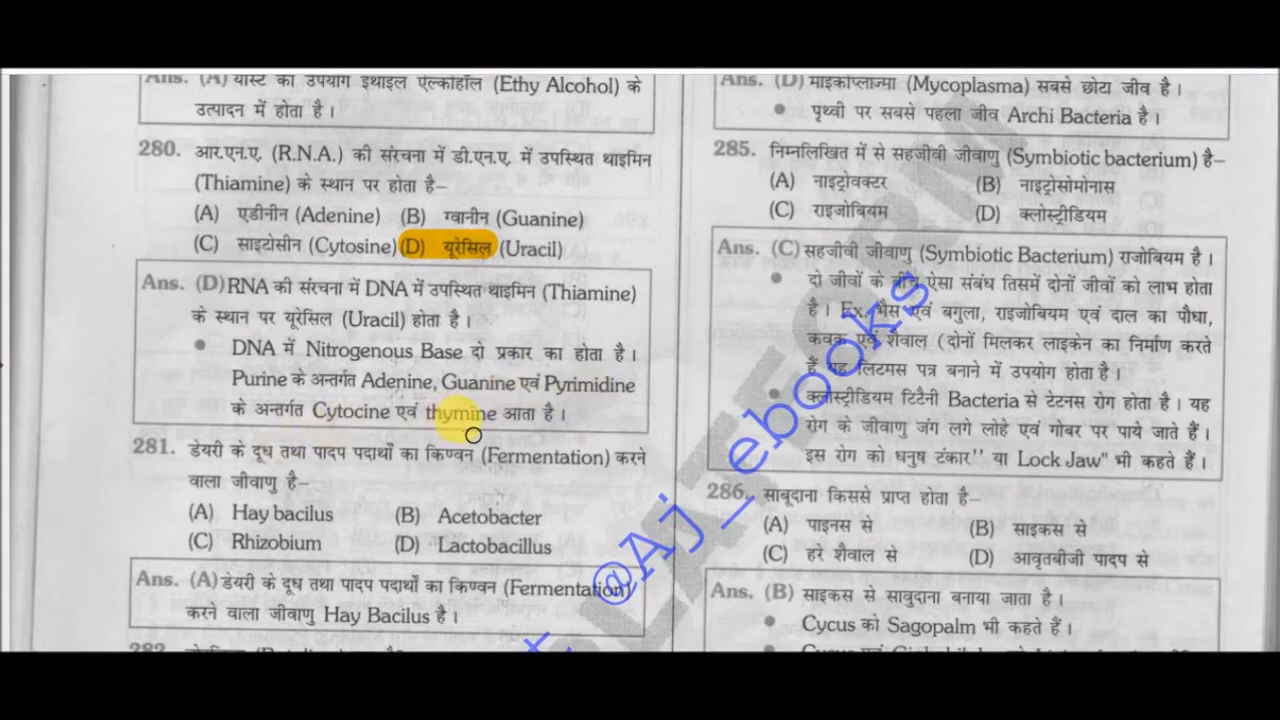 Ans. (A) यीस्ट का उपयोग इथाइल ऐल्कोहॉल (Ethy Alcohol) के
उत्पादन में होता है।
280. आर.एन.ए. (R.N.A.) की संरचना में डी.एन.ए. में उपस्थित थाइमिन
(Thiamine) के स्थान पर होता है–
(A) एडीनीन (Adenine) (B) ग्वानीन (Guanine)
(C) साइटोसीन (Cytosine) (D) यूरेसिल (Uracil)
Ans. (D) RNA की संरचना में DNA में उपस्थित थाइमिन (Thiamine)
के स्थान पर यूरेसिल (Uracil) होता है।
● DNA में Nitrogenous Base दो प्रकार का होता है।
Purine के अन्तर्गत Adenine, Guanine एवं Pyrimidine
के अन्तर्गत Cytocine एवं thymine आता है।
281. डेयरी के दूध तथा पादप पदार्थों का किण्वन (Fermentation) करने
वाला जीवाणु है–
(A) Hay bacilus (B) Acetobacter
(C) Rhizobium (D) Lactobacillus
Ans. (A) डेयरी के दूध तथा पादप पदार्थों का किण्वन (Fermentation)
करने वाला जीवाणु Hay Bacilus है।
282.
Ans. (D) माइकोप्लाज्मा (Mycoplasma) सबसे छोटा जीव है।
● पृथ्वी पर सबसे पहला जीव Archi Bacteria है।
285. निम्नलिखित में से सहजीवी जीवाणु (Symbiotic bacterium) है–
(A) नाइट्रोवक्टर (B) नाइट्रोसोमोनास
(C) राइजोबियम (D) क्लोस्ट्रीडियम
Ans. (C) सहजीवी जीवाणु (Symbiotic Bacterium) राजोबियम है।
● दो जीवों के बीच ऐसा संबंध तिसमें दोनों जीवों को लाभ होता
है। Ex. भैस एवं बगुला, राइजोबियम एवं दाल का पौधा,
कवक एवं शैवाल (दोनों मिलकर लाइकेन का निर्माण करते
हैं यह लिटमस पत्र बनाने में उपयोग होता है।
● क्लोस्ट्रीडियम टिटैनी Bacteria से टेटनस रोग होता है। यह
रोग के जीवाणु जंग लगे लोहे एवं गोबर पर पाये जाते हैं।
इस रोग को धनुष टंकार" या Lock Jaw" भी कहते हैं।
286. साबूदाना किससे प्राप्त होता है–
(A) पाइनस से (B) साइकस से
(C) हरे शैवाल से (D) आवृतबीजी पादप से
Ans. (B) साइकस से सावुदाना बनाया जाता है।
● Cycus को Sagopalm भी कहते हैं।
@Aj_ebooks